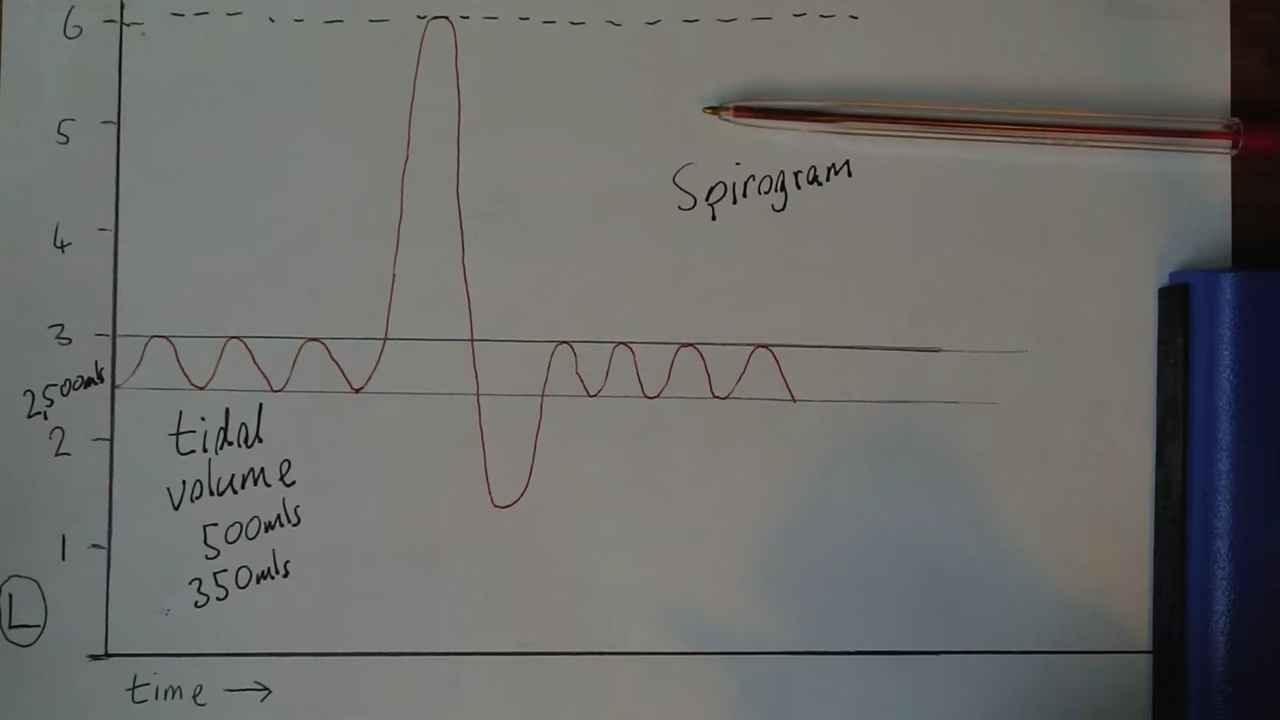 6
5
Spirogram
4
3
2,500mls
2
tidal
volume
500mls
1
350mls
L
time →